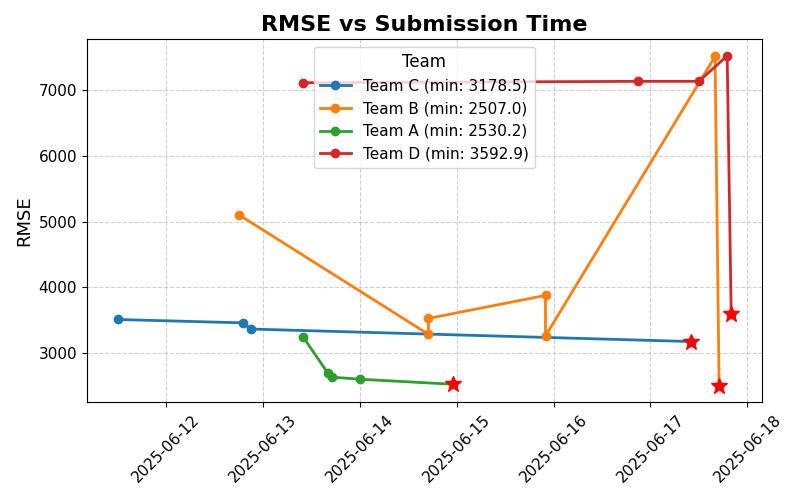 RMSE vs Submission Time
Team
Team C (min: 3178.5)
Team B (min: 2507.0)
Team A (min: 2530.2)
Team D (min: 3592.9)
RMSE
7000
6000
5000
4000
3000
2025-06-12
2025-06-13
2025-06-14
2025-06-15
2025-06-16
2025-06-17
2025-06-18